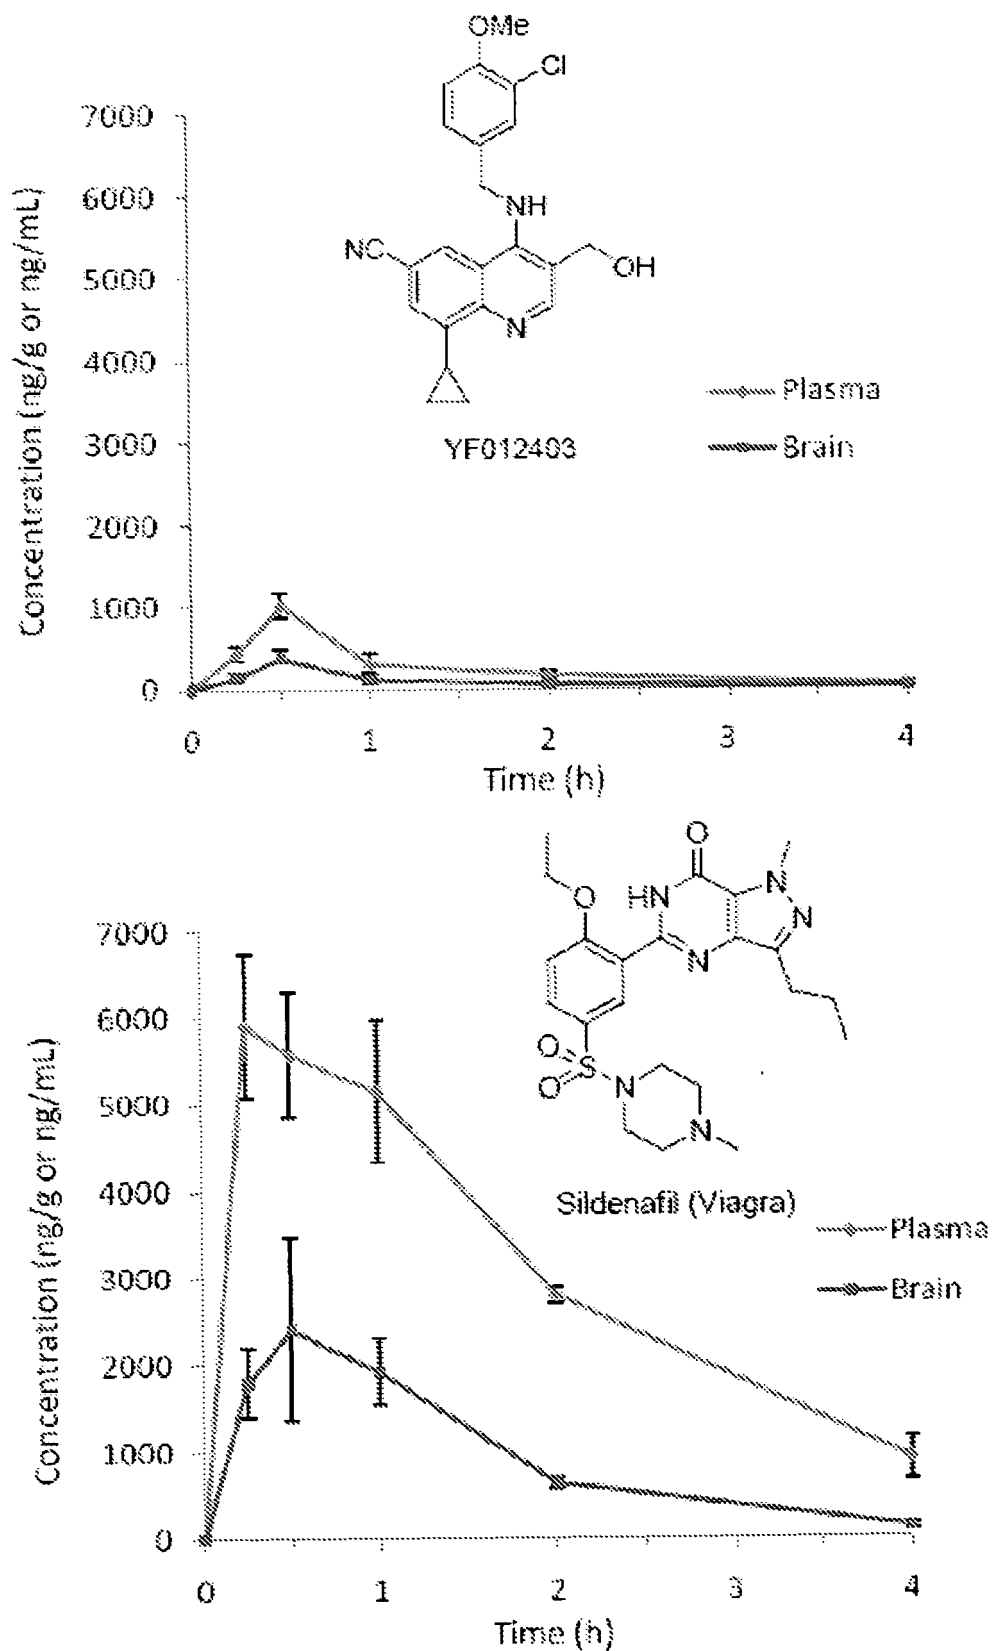 OMe
Cl
7000
6000
NH
NC
OH
5000
N
4000
Plasma
3000
YF012403
Brain
2000
1000
0
0 1 2 3 4
Time (h)
Concentration (ng/g or ng/mL)
O
N
HN
O
N
7000
N
6000
O
S
O
N
5000
N
4000
Sildenafil (Viagra)
Plasma
3000
Brain
2000
1000
0
0 1 2 3 4
Time (h)
Concentration (ng/g or ng/mL)